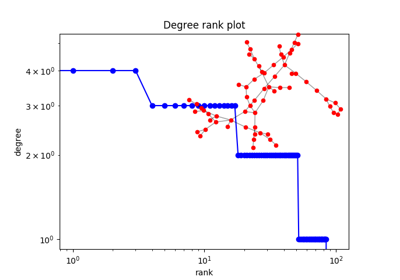 Degree rank plot
degree
4 × 10⁰
3 × 10⁰
2 × 10⁰
10⁰
10⁰
10¹
10²
rank